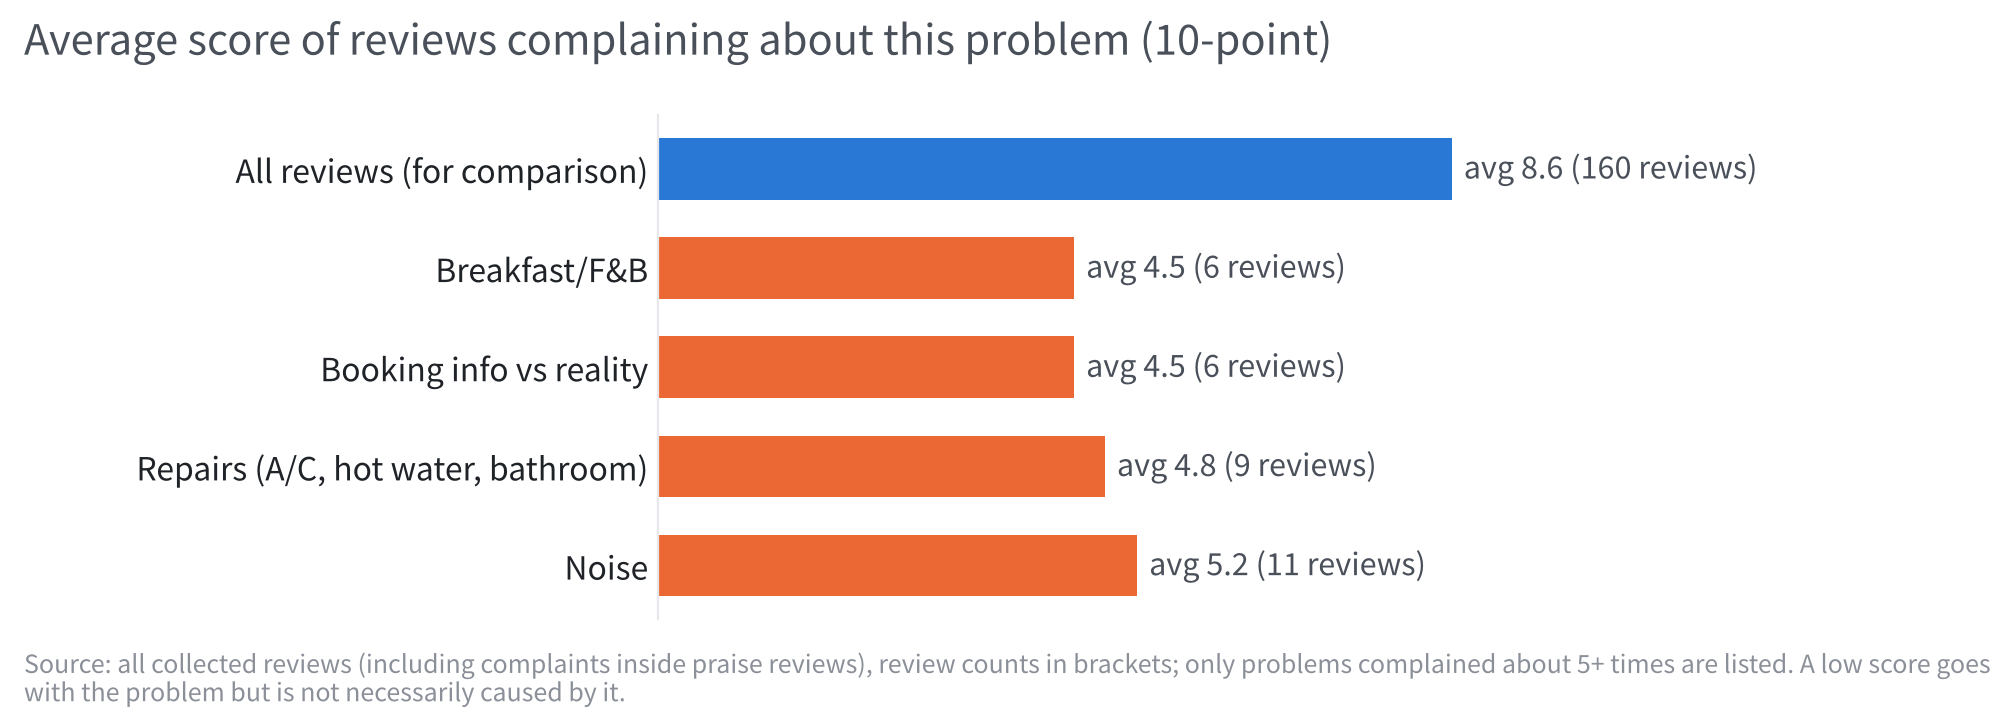 Average score of reviews complaining about this problem (10-point)
All reviews (for comparison) avg 8.6 (160 reviews)
Breakfast/F&B avg 4.5 (6 reviews)
Booking info vs reality avg 4.5 (6 reviews)
Repairs (A/C, hot water, bathroom) avg 4.8 (9 reviews)
Noise avg 5.2 (11 reviews)
Source: all collected reviews (including complaints inside praise reviews), review counts in brackets; only problems complained about 5+ times are listed. A low score goes
with the problem but is not necessarily caused by it.